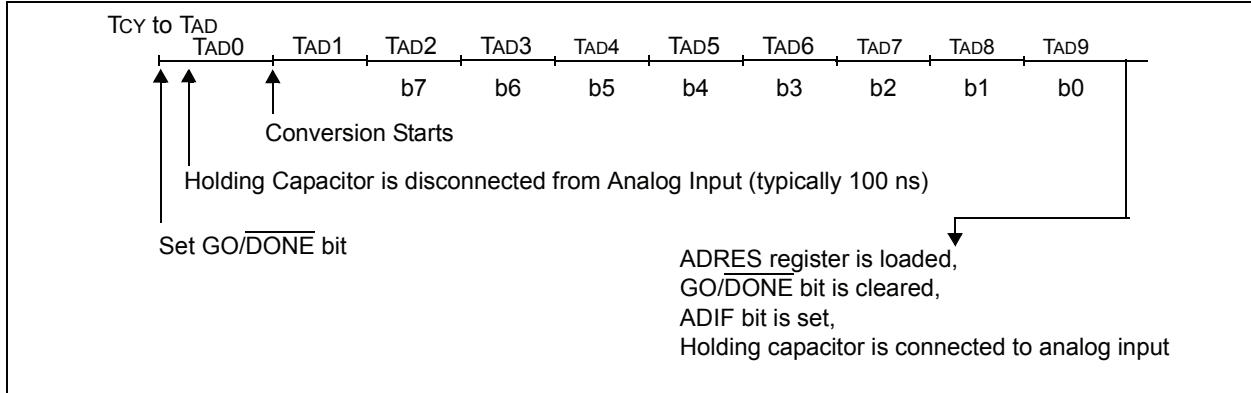 TCY to TAD
TAD0 TAD1 TAD2 TAD3 TAD4 TAD5 TAD6 TAD7 TAD8 TAD9
b7 b6 b5 b4 b3 b2 b1 b0
Conversion Starts
Holding Capacitor is disconnected from Analog Input (typically 100 ns)
Set GO/DONE bit
ADRES register is loaded,
GO/DONE bit is cleared,
ADIF bit is set,
Holding capacitor is connected to analog input